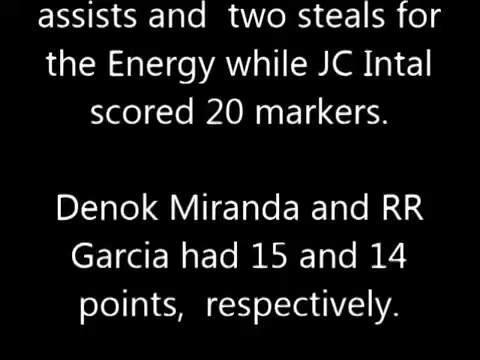 assists and  two steals for
the Energy while JC Intal
scored 20 markers.
Denok Miranda and RR
Garcia had 15 and 14
points,  respectively.